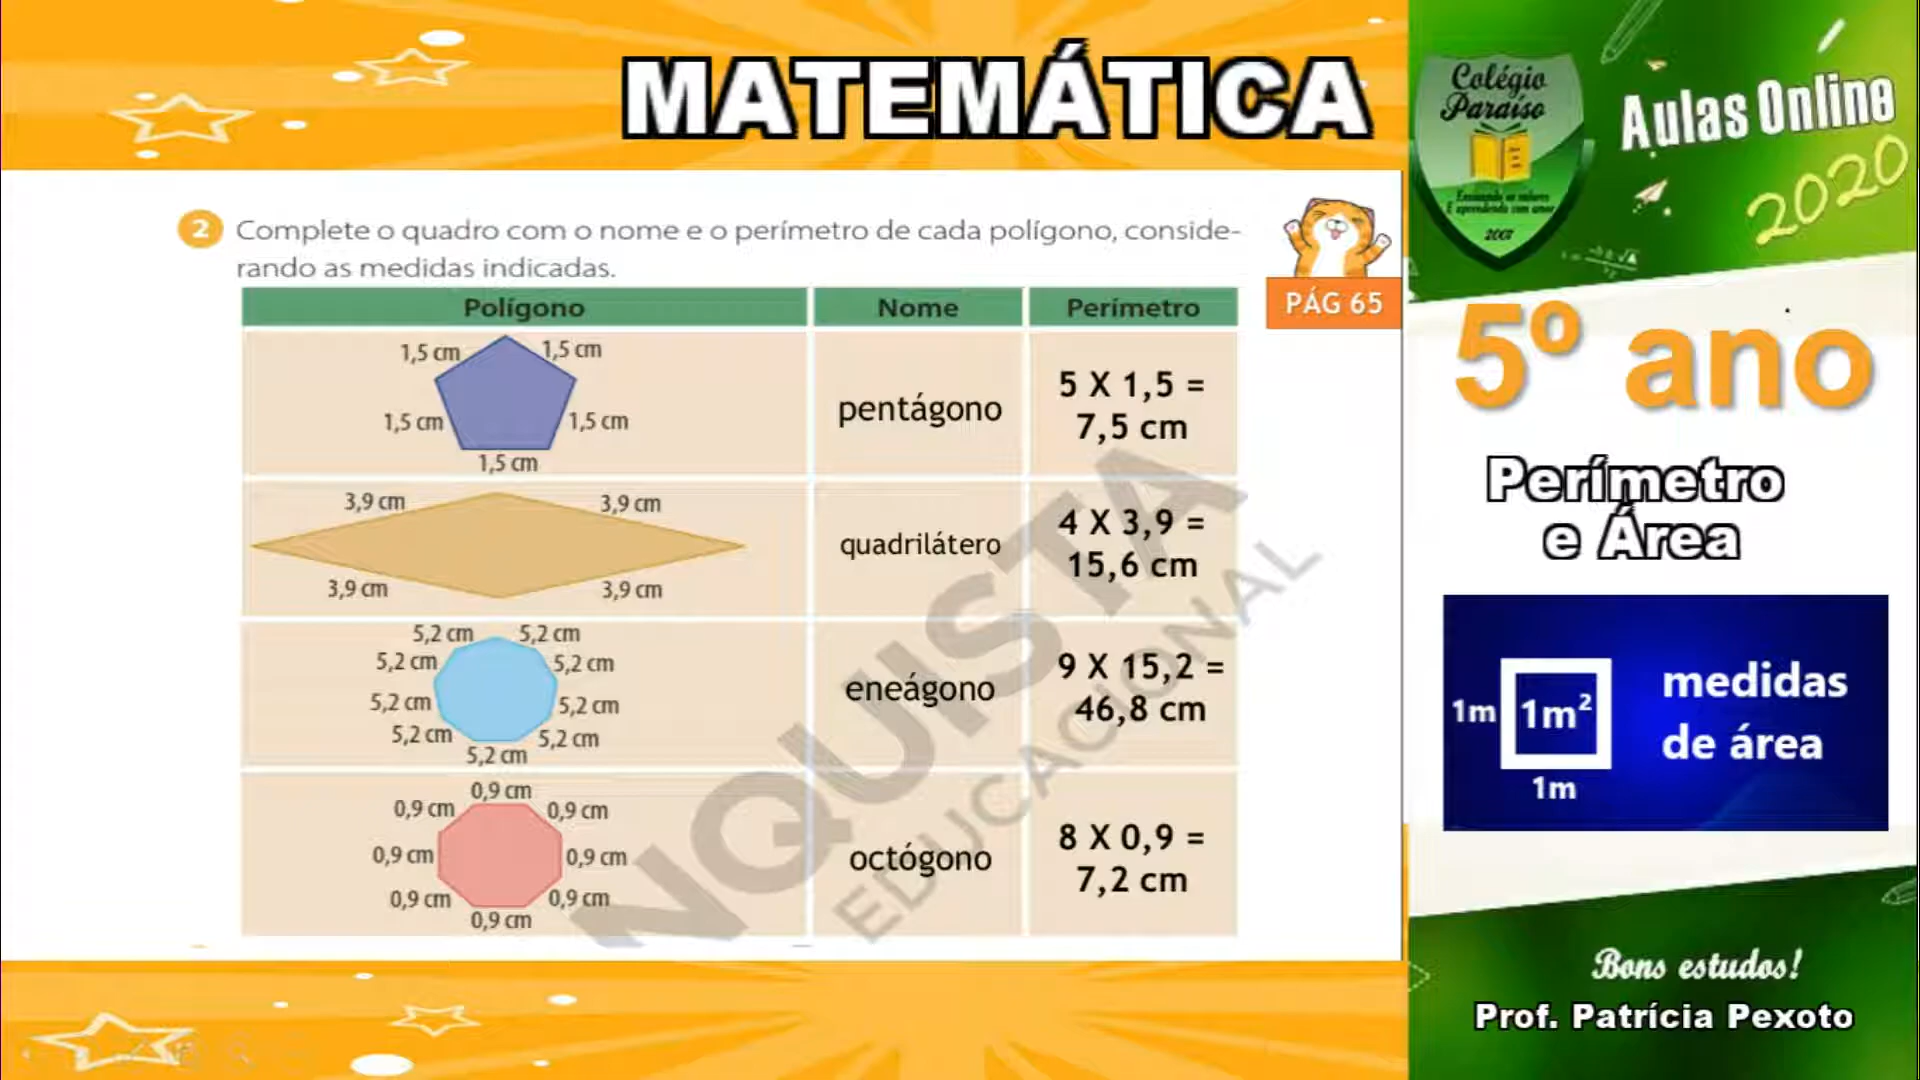 MATEMÁTICA
Colégio
Paraíso
2007
Aulas Online
2020
2 Complete o quadro com o nome e o perímetro de cada polígono, conside-
rando as medidas indicadas.
PÁG 65
Polígono Nome Perímetro
1,5 cm 1,5 cm
1,5 cm 1,5 cm
1,5 cm
pentágono
5 X 1,5 =
7,5 cm
3,9 cm 3,9 cm
3,9 cm 3,9 cm
quadrilátero
4 X 3,9 =
15,6 cm
5,2 cm 5,2 cm
5,2 cm 5,2 cm
5,2 cm 5,2 cm
5,2 cm 5,2 cm
5,2 cm
eneágono
9 X 15,2 =
46,8 cm
0,9 cm
0,9 cm 0,9 cm
0,9 cm 0,9 cm
0,9 cm 0,9 cm
0,9 cm
octógono
8 X 0,9 =
7,2 cm
NQUISTA
EDUCACIONAL
5º ano
Perímetro
e Área
1m 1m²
1m
medidas
de área
Bons estudos!
Prof. Patrícia Pexoto